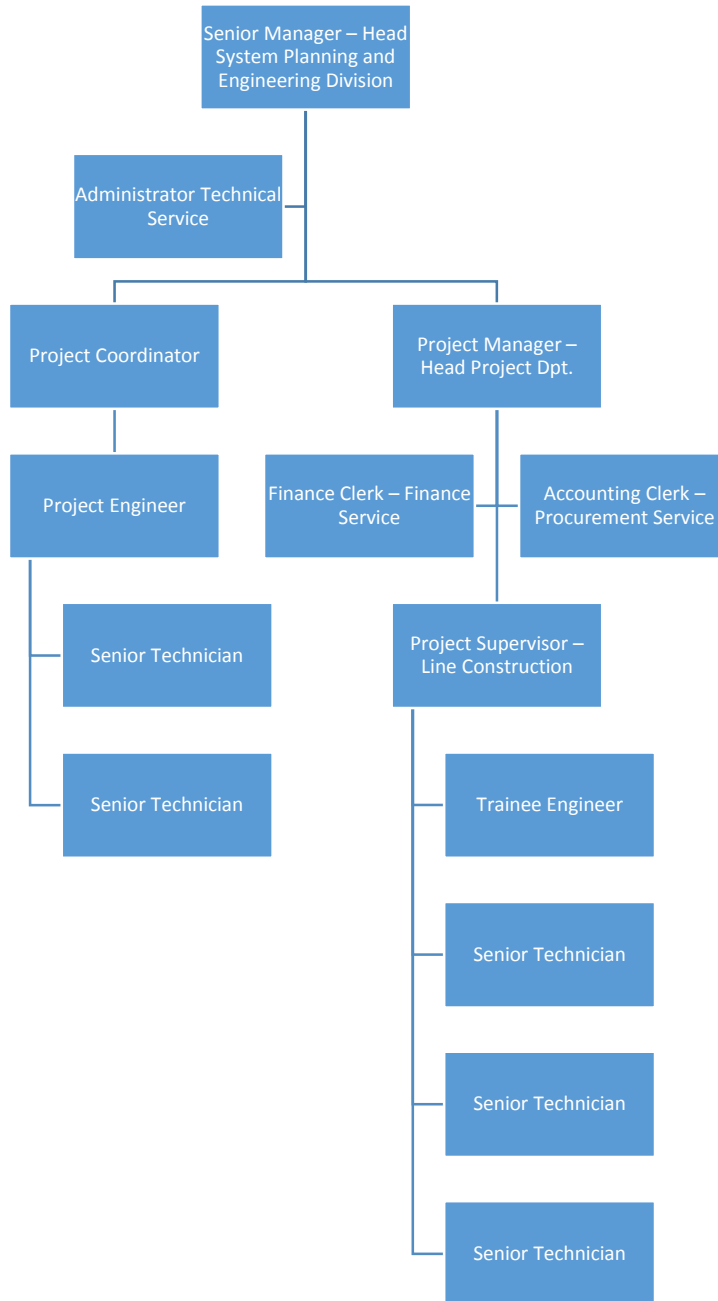 Senior Manager – Head
System Planning and
Engineering Division
Administrator Technical
Service
Project Coordinator
Project Manager –
Head Project Dpt.
Project Engineer
Finance Clerk – Finance
Service
Accounting Clerk –
Procurement Service
Senior Technician
Project Supervisor –
Line Construction
Senior Technician
Trainee Engineer
Senior Technician
Senior Technician
Senior Technician